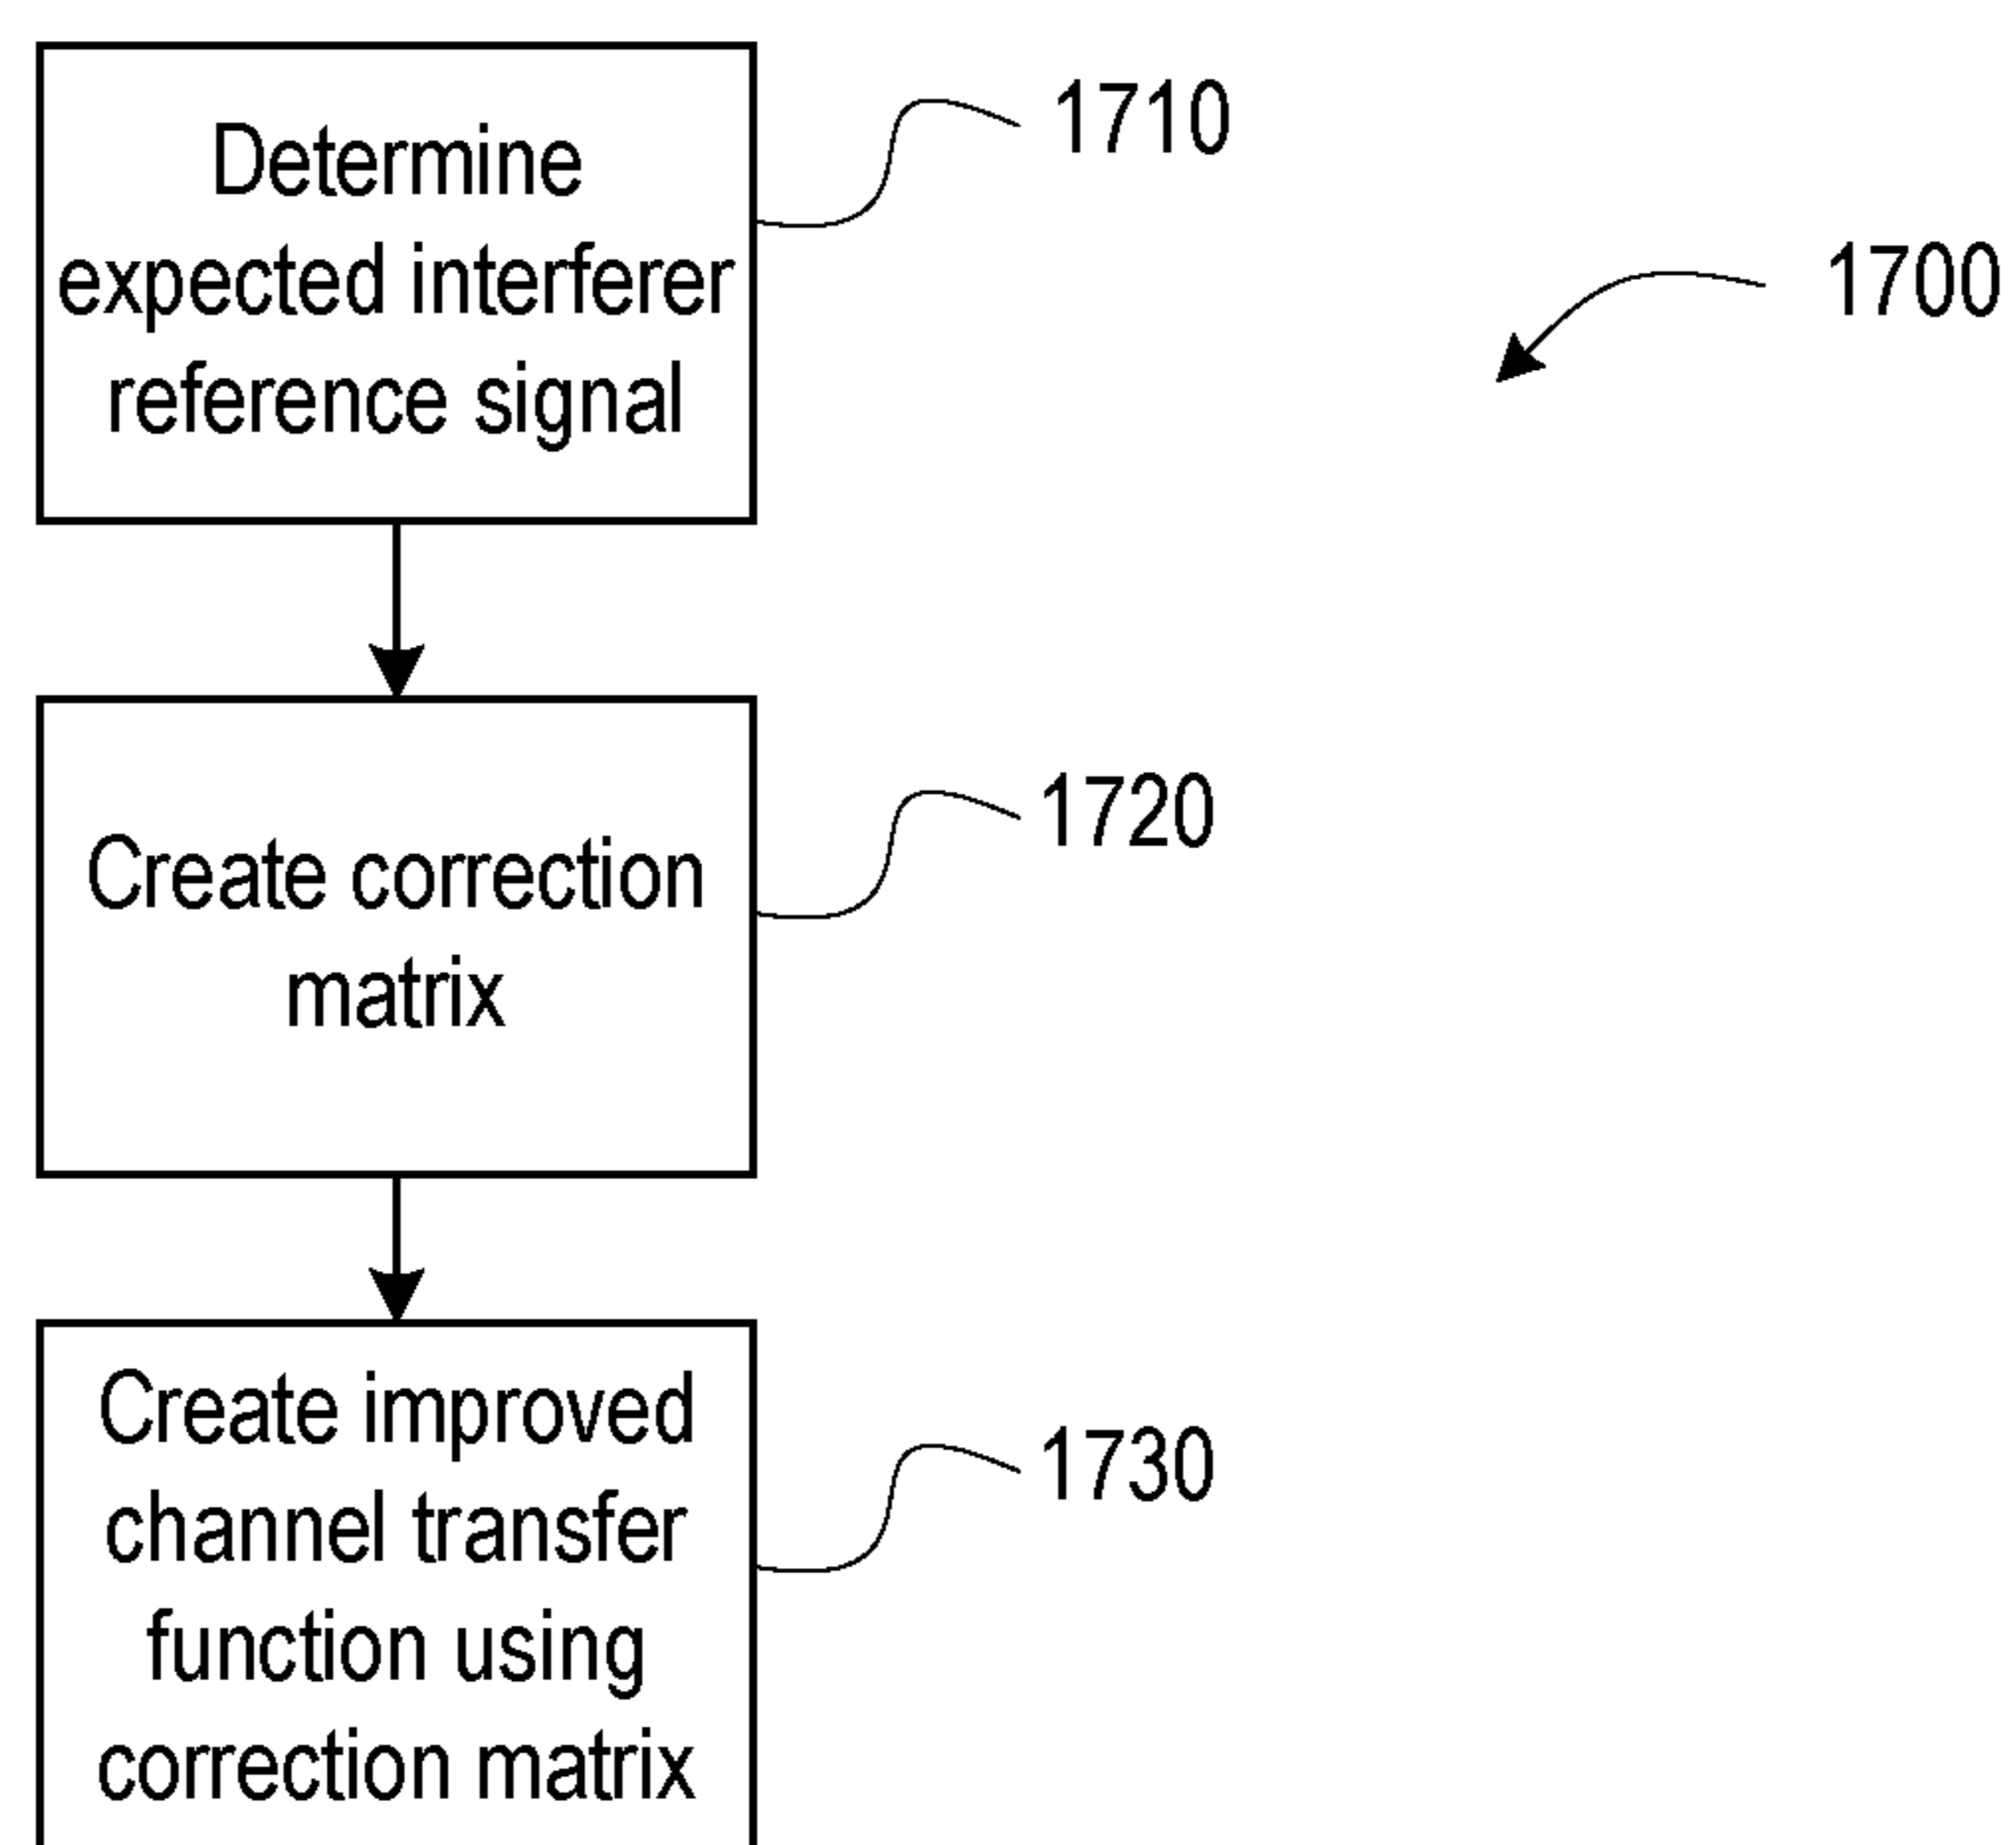 Determine
expected interferer
reference signal
1710
1700
Create correction
matrix
1720
Create improved
channel transfer
function using
correction matrix
1730